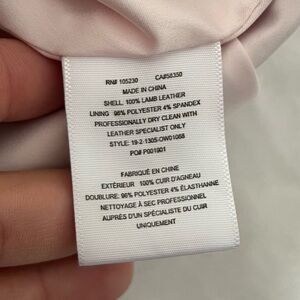 RN# 105230 CA#58350
MADE IN CHINA
SHELL: 100% LAMB LEATHER
LINING 96% POLYESTER 4% SPANDEX
PROFESSIONALLY DRY CLEAN WITH
LEATHER SPECIALIST ONLY
STYLE: 19-2-1305-OW01068
PO# P001901
FABRIQUÉ EN CHINE
EXTÉRIEUR 100% CUIR D'AGNEAU
DOUBLURE: 96% POLYESTER 4% ÉLASTHANNE
NETTOYAGE À SEC PROFESSIONNEL
AUPRÈS D'UN SPÉCIALISTE DU CUIR
UNIQUEMENT